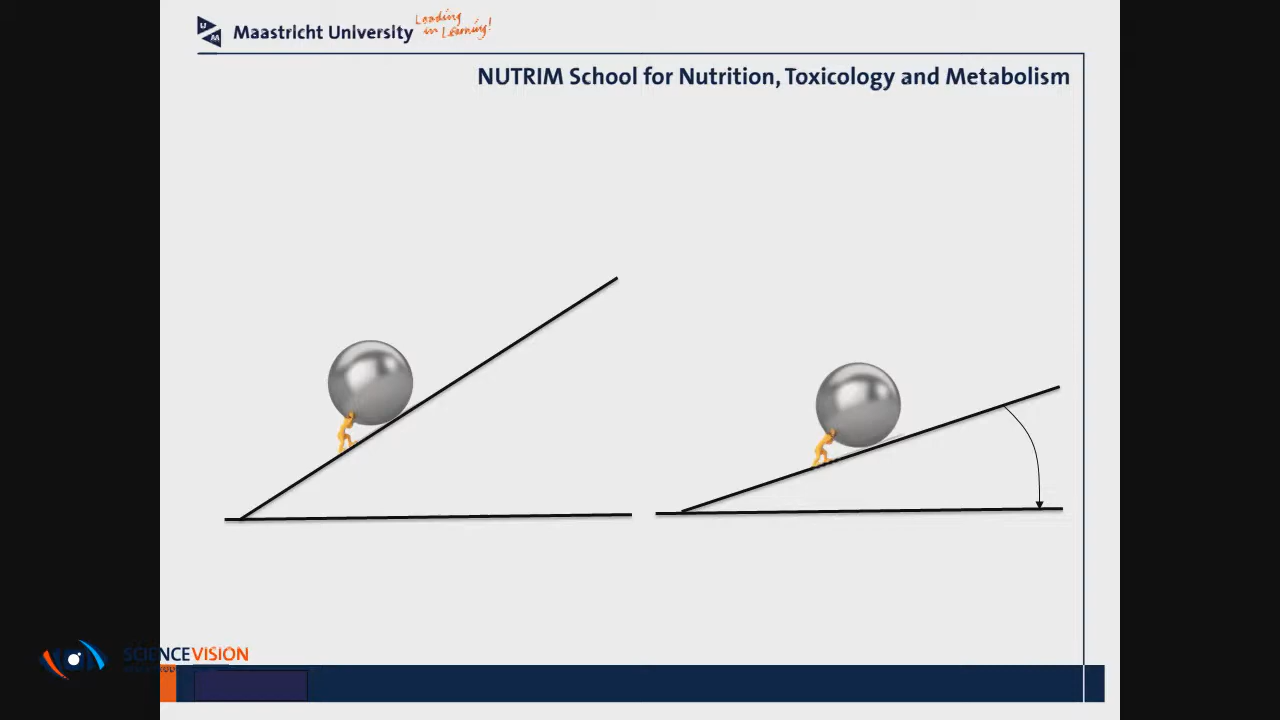 Maastricht University
Leading
in Learning!
NUTRIM School for Nutrition, Toxicology and Metabolism
SCIENCEVISION